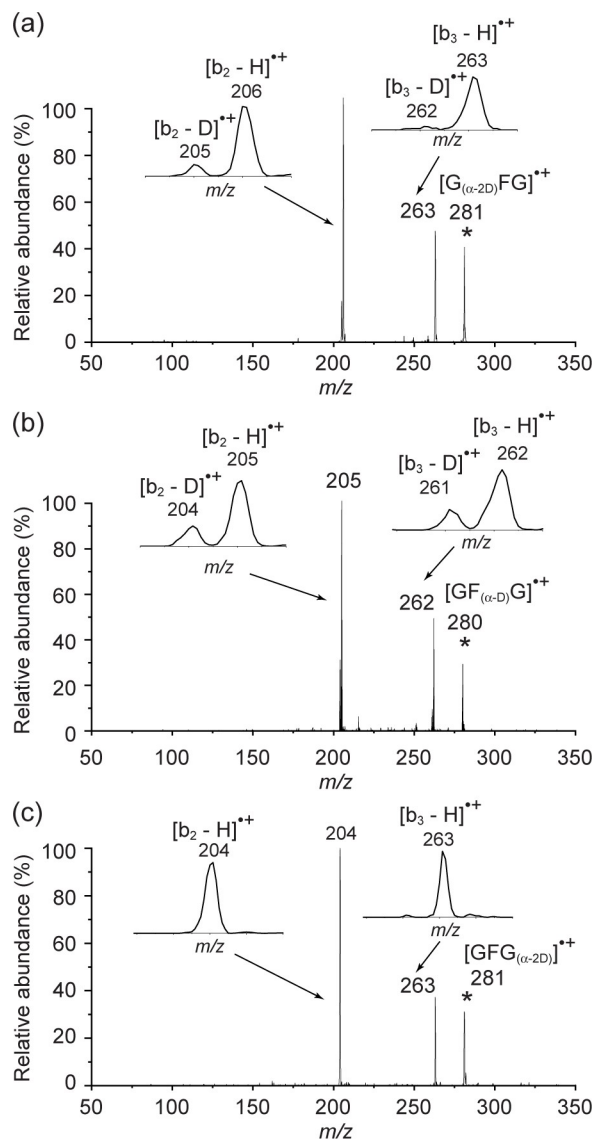 (a)
[b₃ - H]•+
263
[b₂ - H]•+
206
[b₃ - D]•+
262
[b₂ - D]•+
205
m/z
m/z
[G(α-2D)FG]•+
263
281
*
Relative abundance (%)
100
80
60
40
20
0
50
100
150
200
250
300
350
m/z
(b)
[b₂ - H]•+
205
[b₃ - H]•+
262
[b₂ - D]•+
204
[b₃ - D]•+
261
205
m/z
m/z
[GF(α-D)G]•+
262
280
*
Relative abundance (%)
100
80
60
40
20
0
50
100
150
200
250
300
350
m/z
(c)
[b₂ - H]•+
204
204
[b₃ - H]•+
263
m/z
m/z
[GFG(α-2D)]•+
263
281
*
Relative abundance (%)
100
80
60
40
20
0
50
100
150
200
250
300
350
m/z